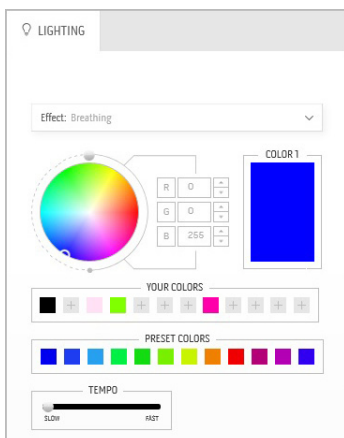 LIGHTING
Effect: Breathing
COLOR 1
R 0
G 0
B 255
YOUR COLORS
PRESET COLORS
TEMPO
SLOW FAST